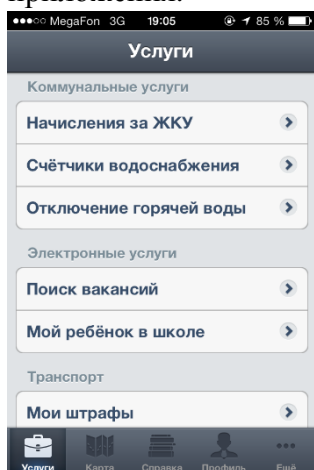 приложения.
●●●○○ MegaFon 3G 19:05 85 %
Услуги
Коммунальные услуги
Начисления за ЖКУ
Счётчики водоснабжения
Отключение горячей воды
Электронные услуги
Поиск вакансий
Мой ребёнок в школе
Транспорт
Мои штрафы
Услуги Карта Справка Профиль Ещё